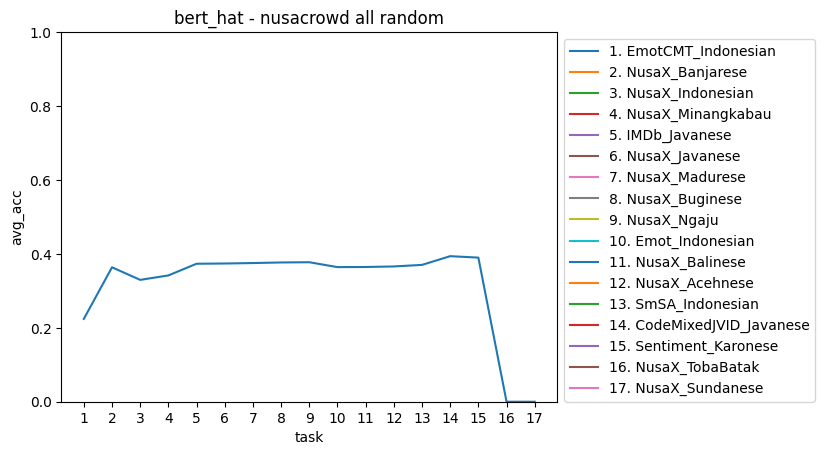 bert_hat - nusacrowd all random
1.0
0.8
0.6
0.4
0.2
0.0
avg_acc
1 2 3 4 5 6 7 8 9 10 11 12 13 14 15 16 17
task
1. EmotCMT_Indonesian
2. NusaX_Banjarese
3. NusaX_Indonesian
4. NusaX_Minangkabau
5. IMDb_Javanese
6. NusaX_Javanese
7. NusaX_Madurese
8. NusaX_Buginese
9. NusaX_Ngaju
10. Emot_Indonesian
11. NusaX_Balinese
12. NusaX_Acehnese
13. SmSA_Indonesian
14. CodeMixedJVID_Javanese
15. Sentiment_Karonese
16. NusaX_TobaBatak
17. NusaX_Sundanese